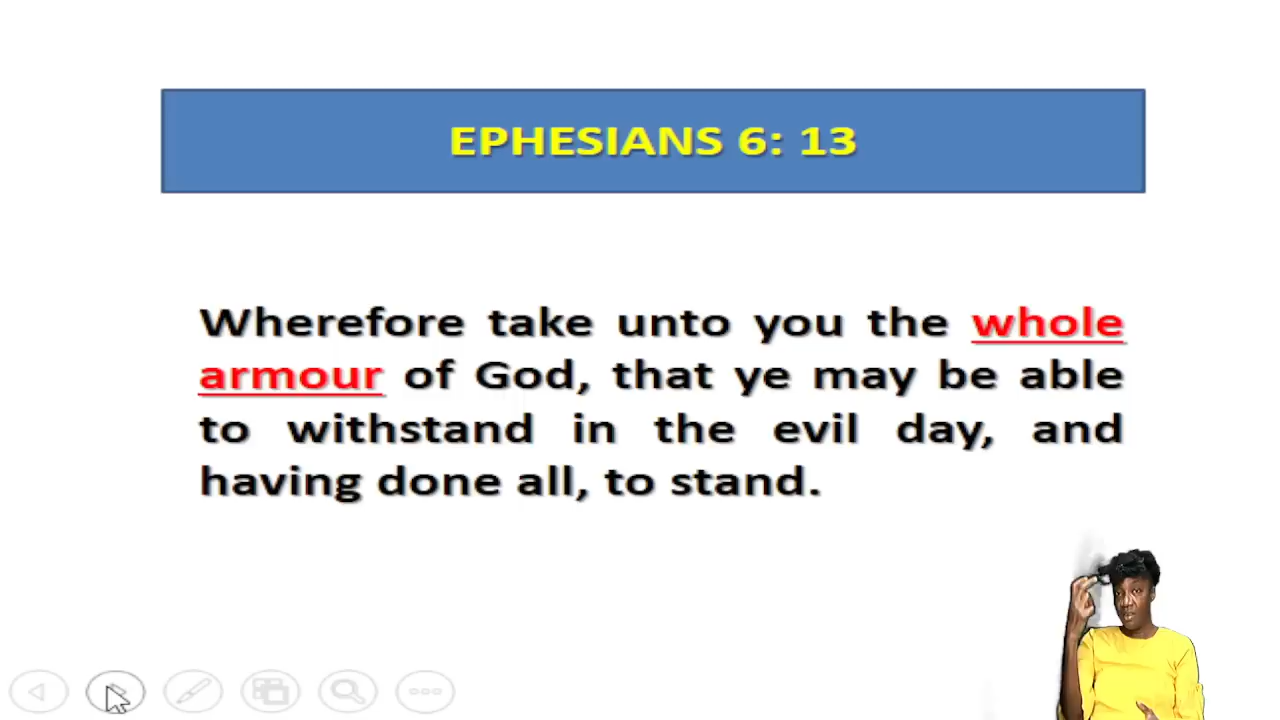 EPHESIANS 6: 13
Wherefore take unto you the whole
armour of God, that ye may be able
to withstand in the evil day, and
having done all, to stand.